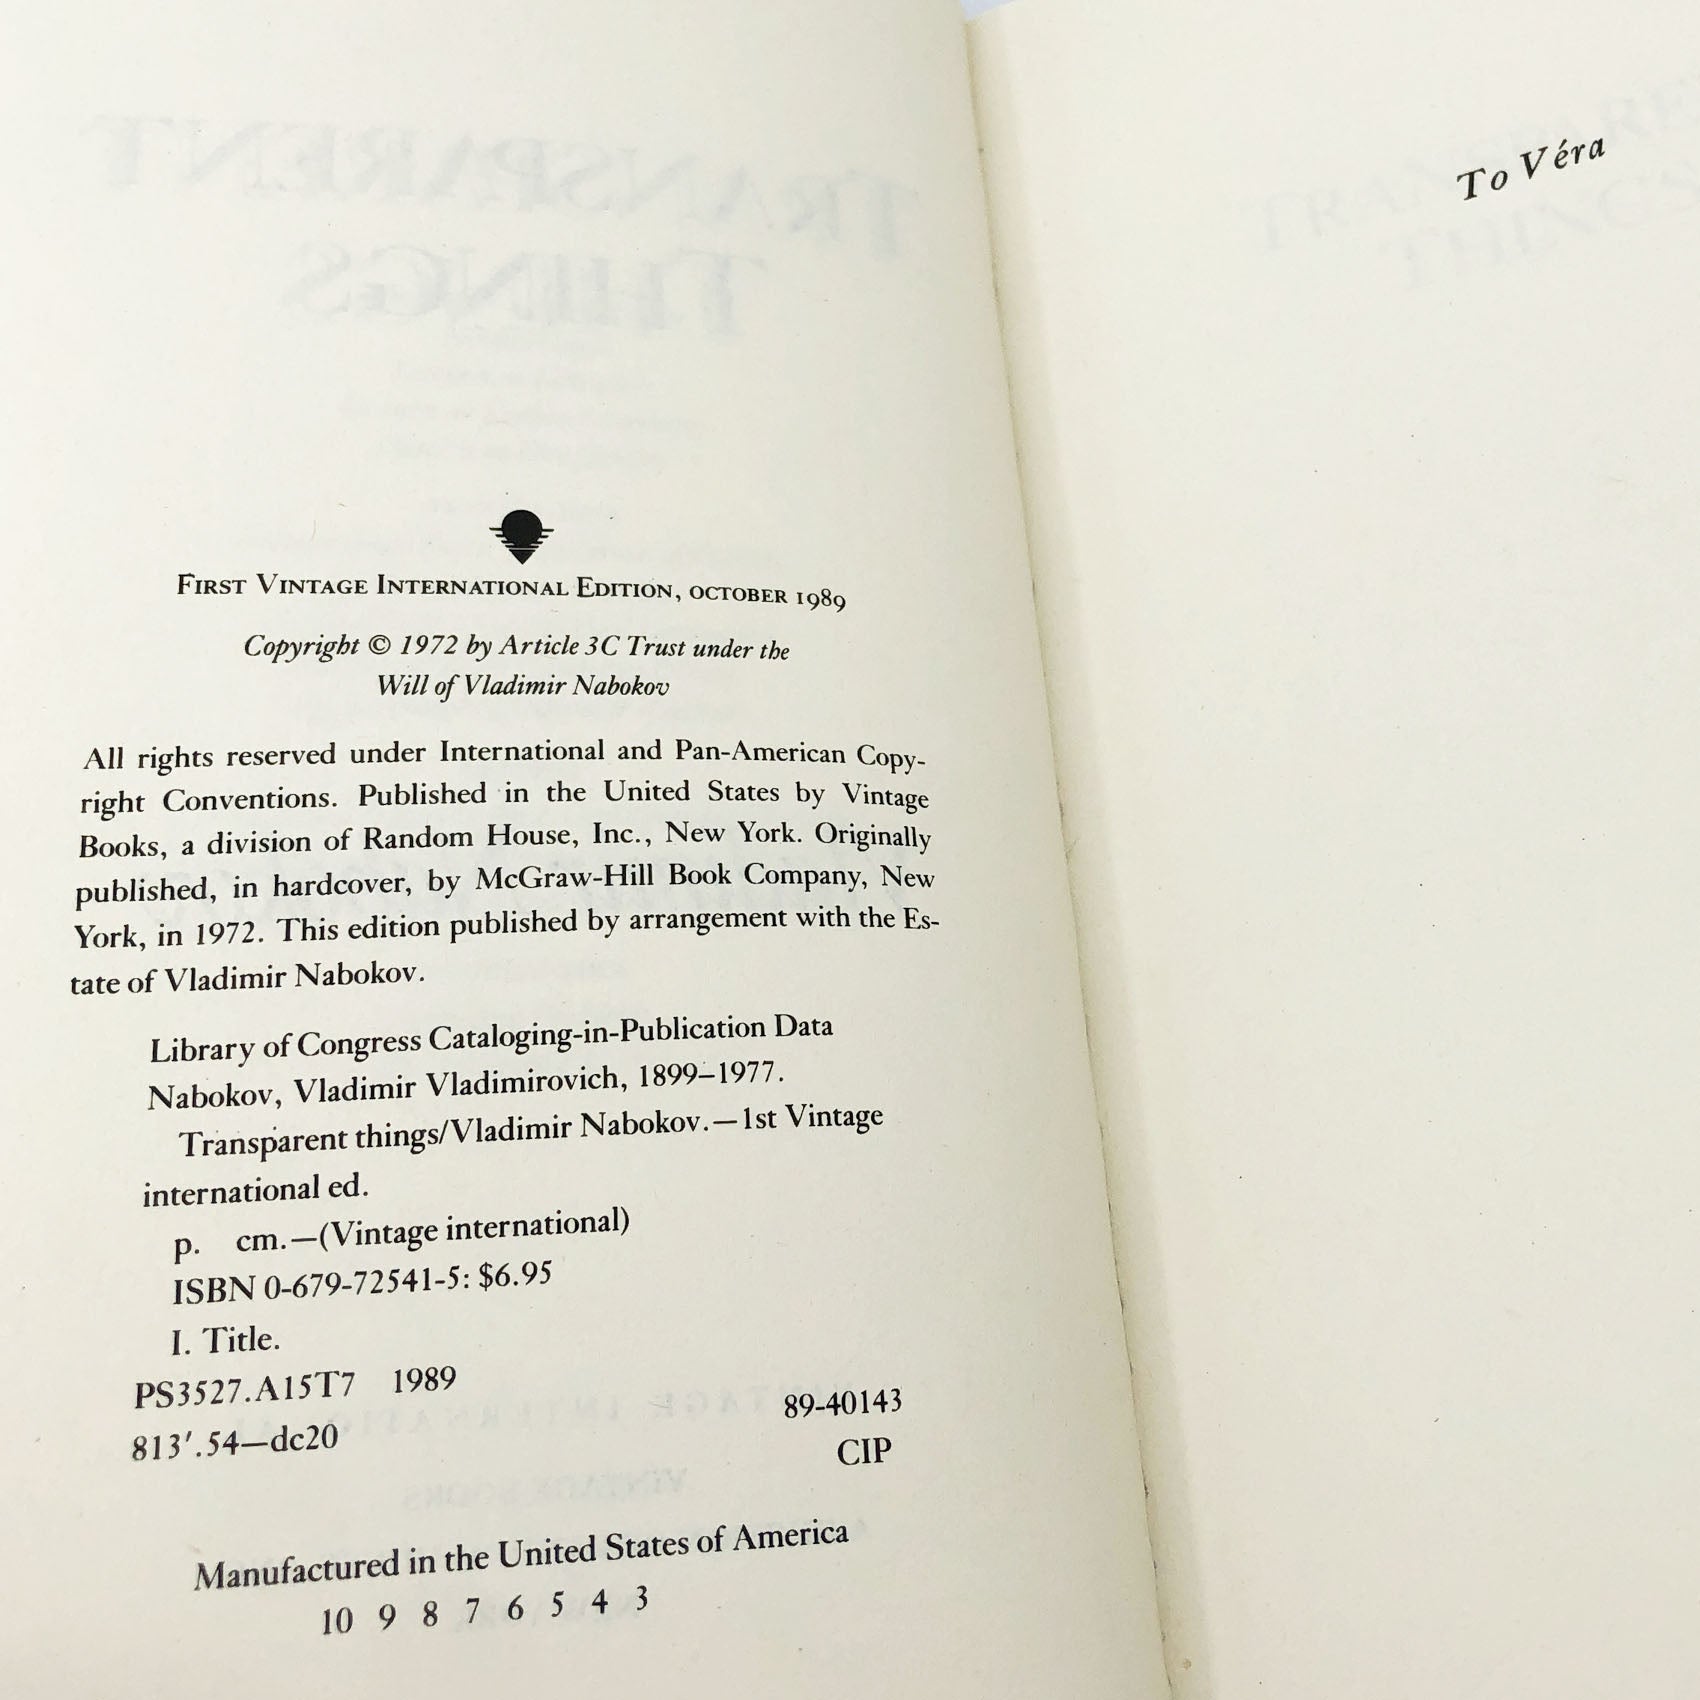 FIRST VINTAGE INTERNATIONAL EDITION, OCTOBER 1989
Copyright © 1972 by Article 3C Trust under the
Will of Vladimir Nabokov
All rights reserved under International and Pan-American Copy-
right Conventions. Published in the United States by Vintage
Books, a division of Random House, Inc., New York. Originally
published, in hardcover, by McGraw-Hill Book Company, New
York, in 1972. This edition published by arrangement with the Es-
tate of Vladimir Nabokov.
Library of Congress Cataloging-in-Publication Data
Nabokov, Vladimir Vladimirovich, 1899–1977.
Transparent things/Vladimir Nabokov.—1st Vintage
international ed.
p. cm.—(Vintage international)
ISBN 0-679-72541-5: $6.95
I. Title.
PS3527.A15T7 1989
89-40143
813'.54—dc20
CIP
Manufactured in the United States of America
10 9 8 7 6 5 4 3
To Véra